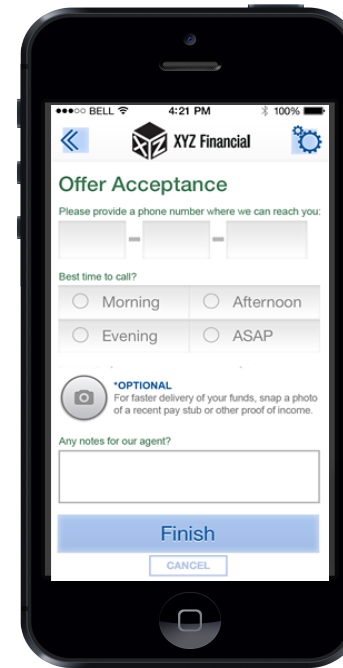 BELL 4:21 PM 100%
XYZ XYZ Financial
Offer Acceptance
Please provide a phone number where we can reach you:
Best time to call?
Morning Afternoon
Evening ASAP
*OPTIONAL
For faster delivery of your funds, snap a photo
of a recent pay stub or other proof of income.
Any notes for our agent?
Finish
CANCEL